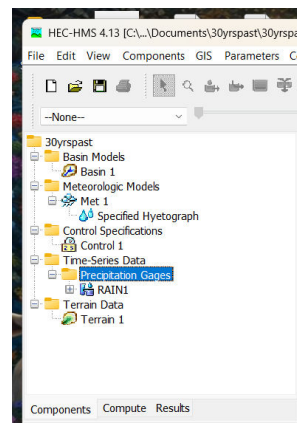 HEC-HMS 4.13 [C:\...\Documents\30yrspast\30yrspa
File Edit View Components GIS Parameters C
--None--
30yrspast
Basin Models
Basin 1
Meteorologic Models
Met 1
Specified Hyetograph
Control Specifications
Control 1
Time-Series Data
Precipitation Gages
RAIN1
Terrain Data
Terrain 1
Components Compute Results